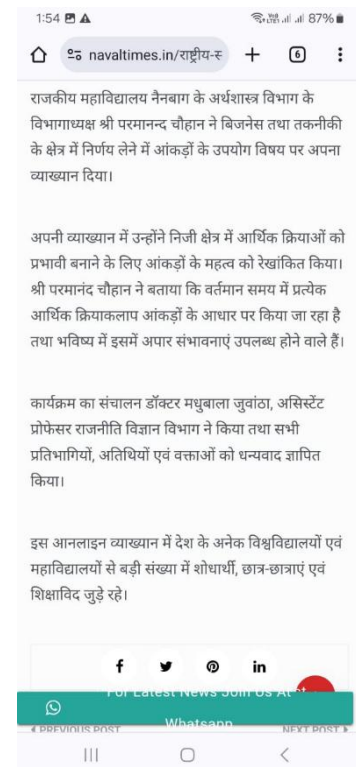 1:54
87%
navaltimes.in/राष्ट्रीय-स
6
राजकीय महाविद्यालय नैनबाग के अर्थशास्त्र विभाग के
विभागाध्यक्ष श्री परमानन्द चौहान ने बिजनेस तथा तकनीकी
के क्षेत्र में निर्णय लेने में आंकड़ों के उपयोग विषय पर अपना
व्याख्यान दिया।
अपनी व्याख्यान में उन्होंने निजी क्षेत्र में आर्थिक क्रियाओं को
प्रभावी बनाने के लिए आंकड़ों के महत्व को रेखांकित किया।
श्री परमानंद चौहान ने बताया कि वर्तमान समय में प्रत्येक
आर्थिक क्रियाकलाप आंकड़ों के आधार पर किया जा रहा है
तथा भविष्य में इसमें अपार संभावनाएं उपलब्ध होने वाले हैं।
कार्यक्रम का संचालन डॉक्टर मधुबाला जुवांठा, असिस्टेंट
प्रोफेसर राजनीति विज्ञान विभाग ने किया तथा सभी
प्रतिभागियों, अतिथियों एवं वक्ताओं को धन्यवाद ज्ञापित
किया।
इस आनलाइन व्याख्यान में देश के अनेक विश्वविद्यालयों एवं
महाविद्यालयों से बड़ी संख्या में शोधार्थी, छात्र-छात्राएं एवं
शिक्षाविद जुड़े रहे।
For Latest News Join Us At
Whatsapp
PREVIOUS POST
NEXT POST